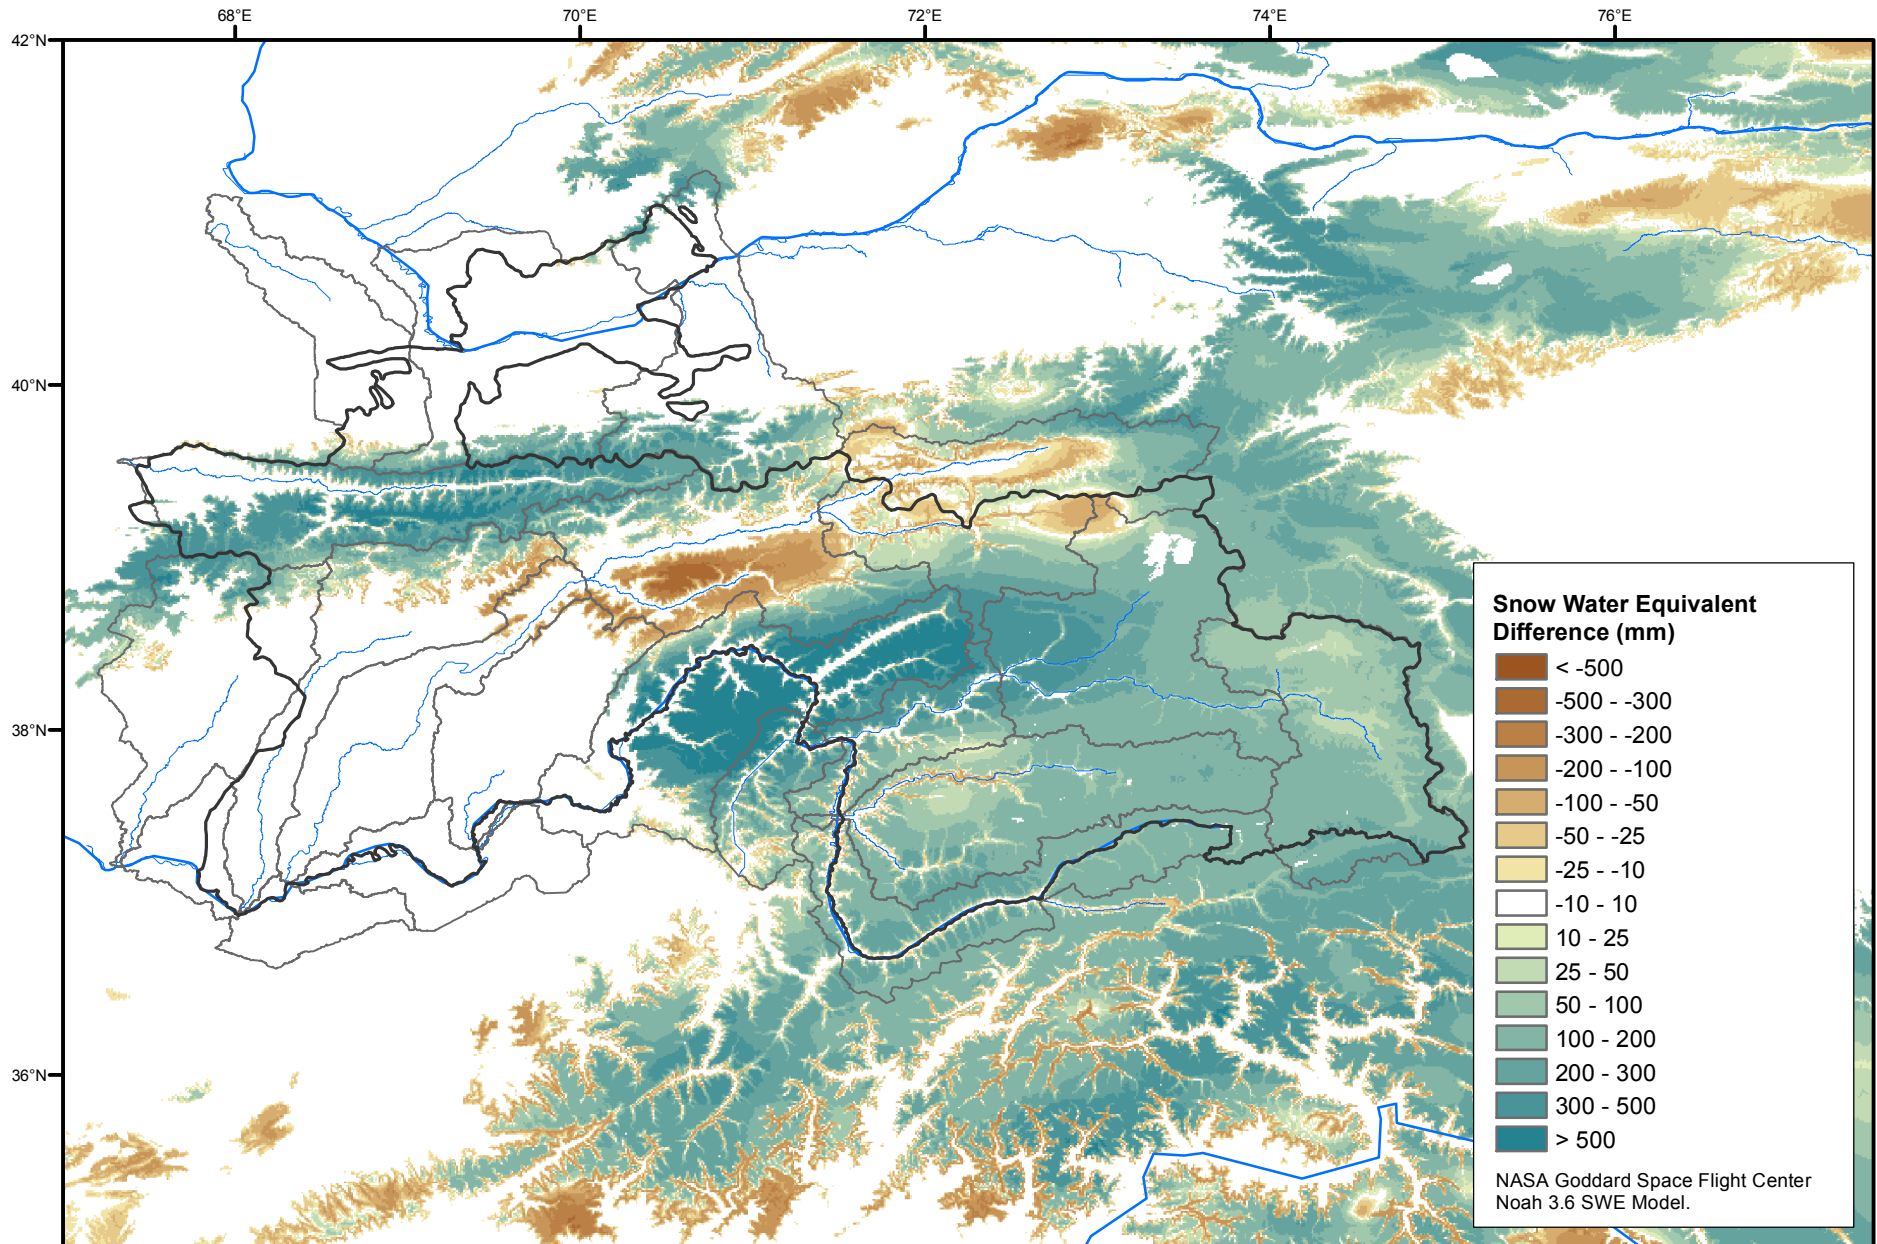 68°E
70°E
72°E
74°E
76°E
42°N
40°N
38°N
36°N
Snow Water Equivalent
Difference (mm)
< -500
-500 - -300
-300 - -200
-200 - -100
-100 - -50
-50 - -25
-25 - -10
-10 - 10
10 - 25
25 - 50
50 - 100
100 - 200
200 - 300
300 - 500
> 500
NASA Goddard Space Flight Center
Noah 3.6 SWE Model.